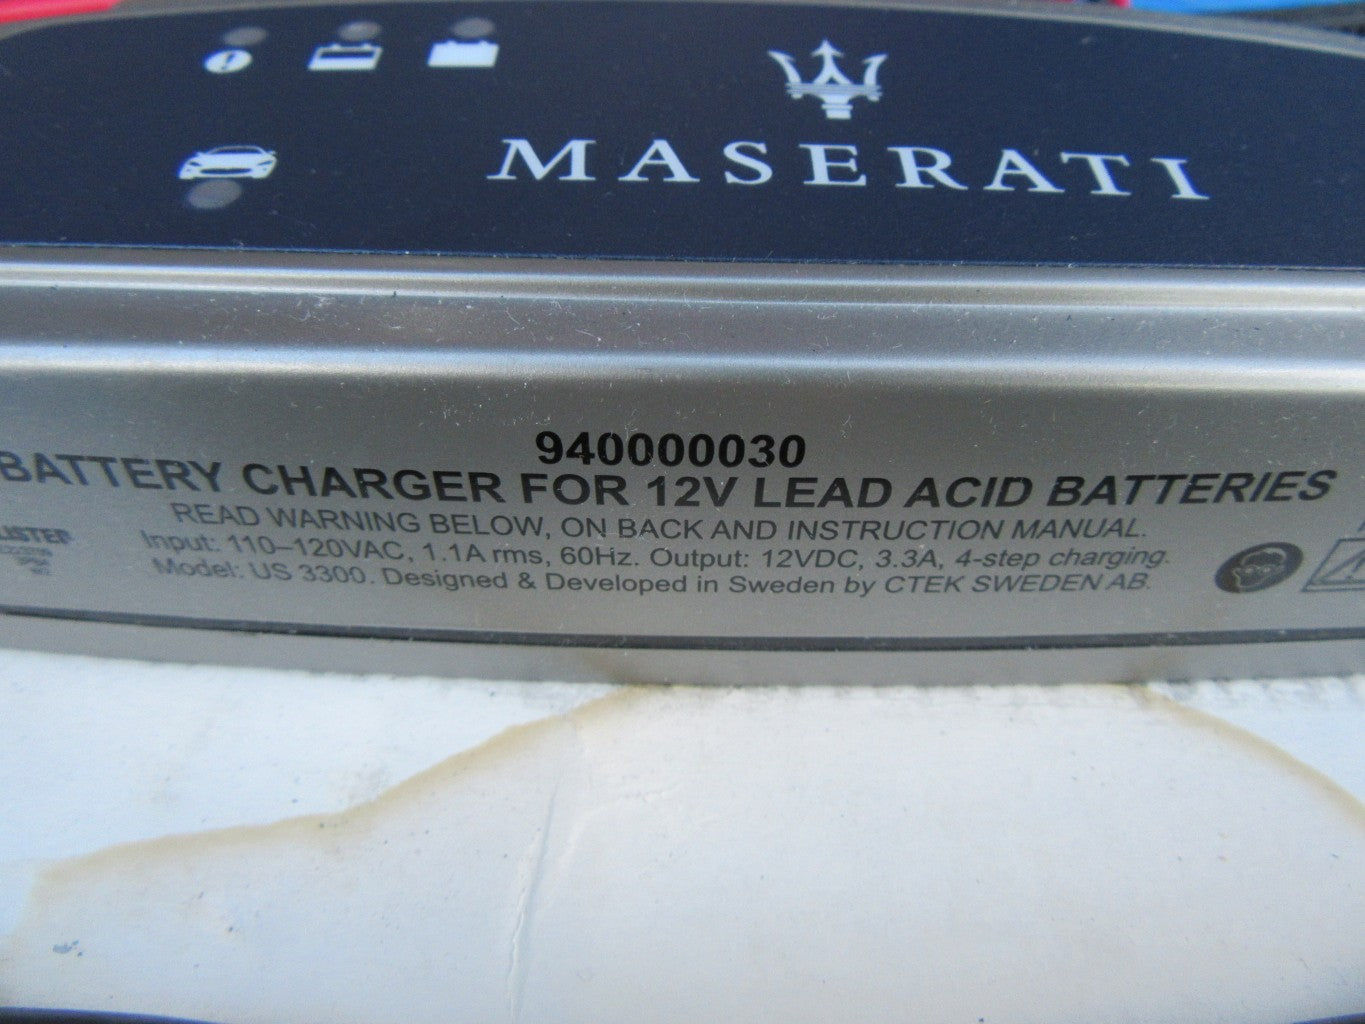 MASERATI
940000030
BATTERY CHARGER FOR 12V LEAD ACID BATTERIES
READ WARNING BELOW, ON BACK AND INSTRUCTION MANUAL.
Input: 110–120VAC, 1.1A rms, 60Hz. Output: 12VDC, 3.3A, 4-step charging.
Model: US 3300. Designed & Developed in Sweden by CTEK SWEDEN AB.